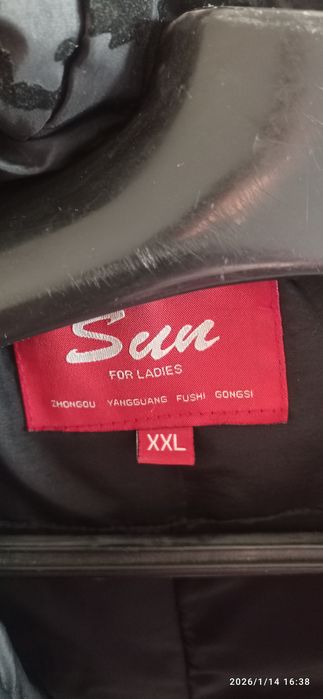 Sun
FOR LADIES
ZHONGOU YANGGUANG FUSHI GONGSI
XXL
2026/1/14 16:38